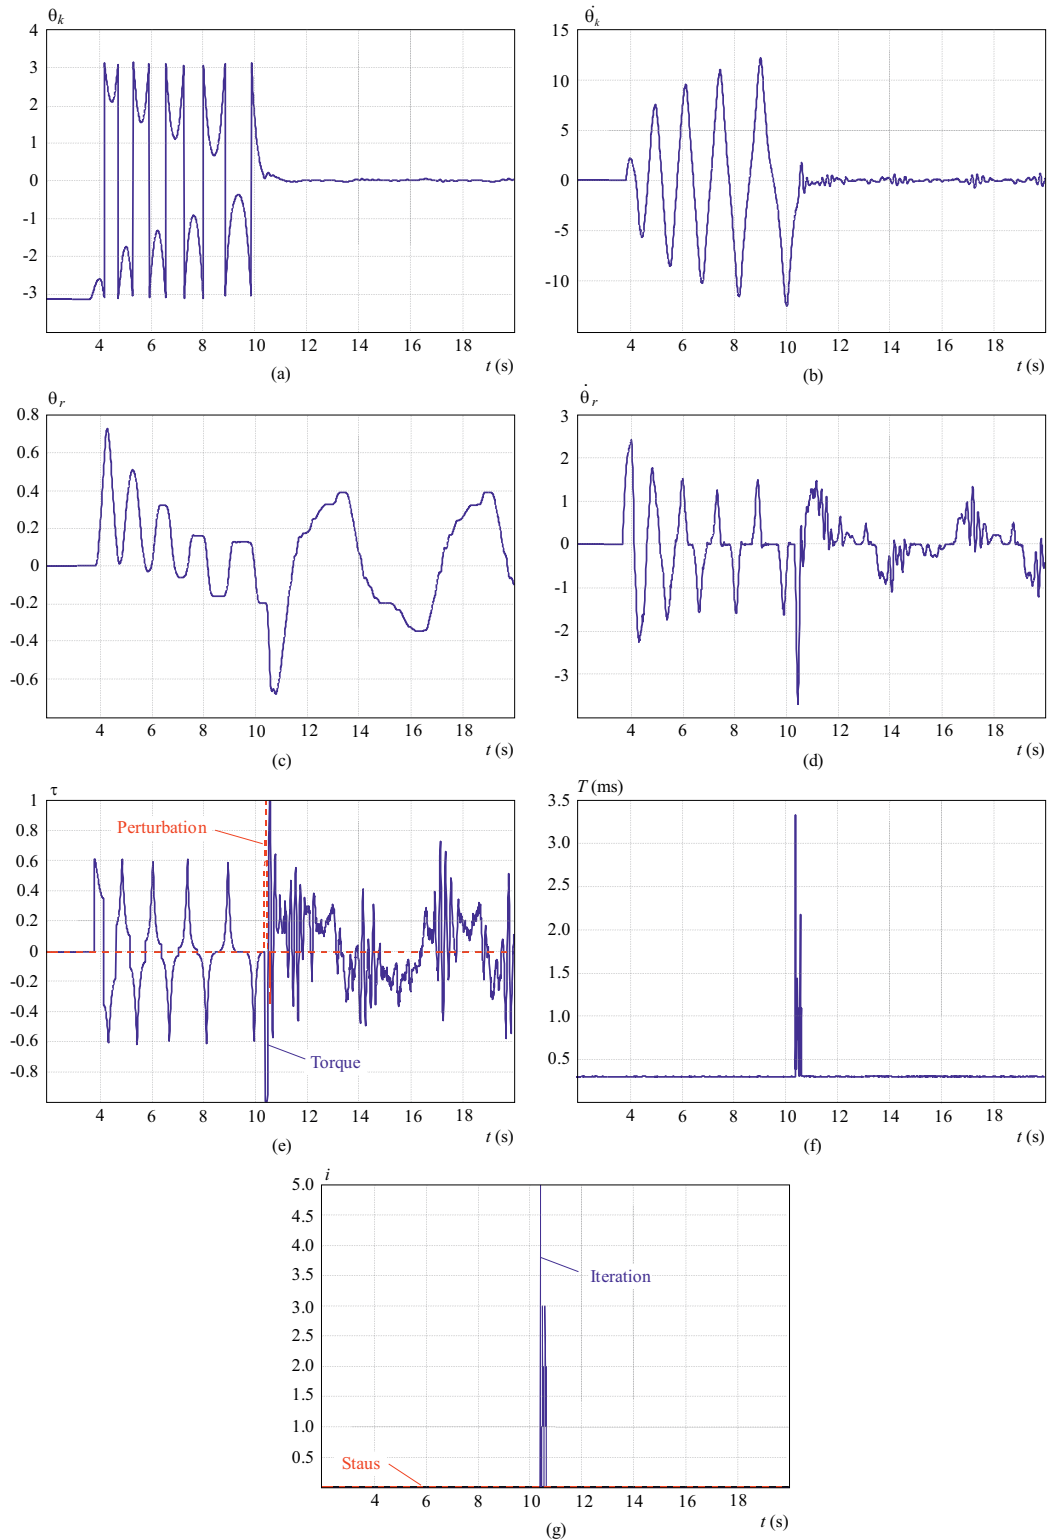 θk
4
3
2
1
0
-1
-2
-3
4 6 8 10 12 14 16 18
t (s)
(a)
θ̇k
15
10
5
0
-5
-10
4 6 8 10 12 14 16 18
t (s)
(b)
θr
0.8
0.6
0.4
0.2
0
-0.2
-0.4
-0.6
4 6 8 10 12 14 16 18
t (s)
(c)
θ̇r
3
2
1
0
-1
-2
-3
4 6 8 10 12 14 16 18
t (s)
(d)
τ
1
0.8
0.6
0.4
0.2
0
-0.2
-0.4
-0.6
-0.8
Perturbation
Torque
4 6 8 10 12 14 16 18
t (s)
(e)
T (ms)
3.5
3.0
2.5
2.0
1.5
1.0
0.5
4 6 8 10 12 14 16 18
t (s)
(f)
i
5.0
4.5
4.0
3.5
3.0
2.5
2.0
1.5
1.0
0.5
Iteration
Staus
4 6 8 10 12 14 16 18
t (s)
(g)